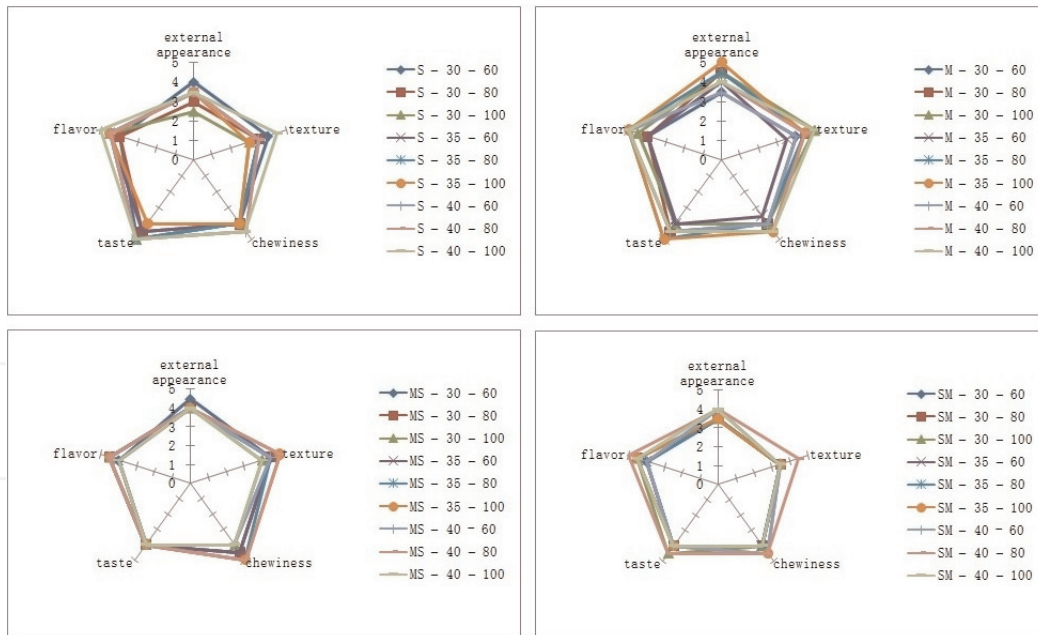 external
appearance
5
4
3
2
1
0
flavor
texture
taste
chewiness
S - 30 - 60
S - 30 - 80
S - 30 - 100
S - 35 - 60
S - 35 - 80
S - 35 - 100
S - 40 - 60
S - 40 - 80
S - 40 - 100
external
appearance
5
4
3
2
1
0
flavor
texture
taste
chewiness
M - 30 - 60
M - 30 - 80
M - 30 - 100
M - 35 - 60
M - 35 - 80
M - 35 - 100
M - 40 - 60
M - 40 - 80
M - 40 - 100
external
appearance
5
4
3
2
1
0
flavor
texture
taste
chewiness
MS - 30 - 60
MS - 30 - 80
MS - 30 - 100
MS - 35 - 60
MS - 35 - 80
MS - 35 - 100
MS - 40 - 60
MS - 40 - 80
MS - 40 - 100
external
appearance
5
4
3
2
1
0
flavor
texture
taste
chewiness
SM - 30 - 60
SM - 30 - 80
SM - 30 - 100
SM - 35 - 60
SM - 35 - 80
SM - 35 - 100
SM - 40 - 60
SM - 40 - 80
SM - 40 - 100